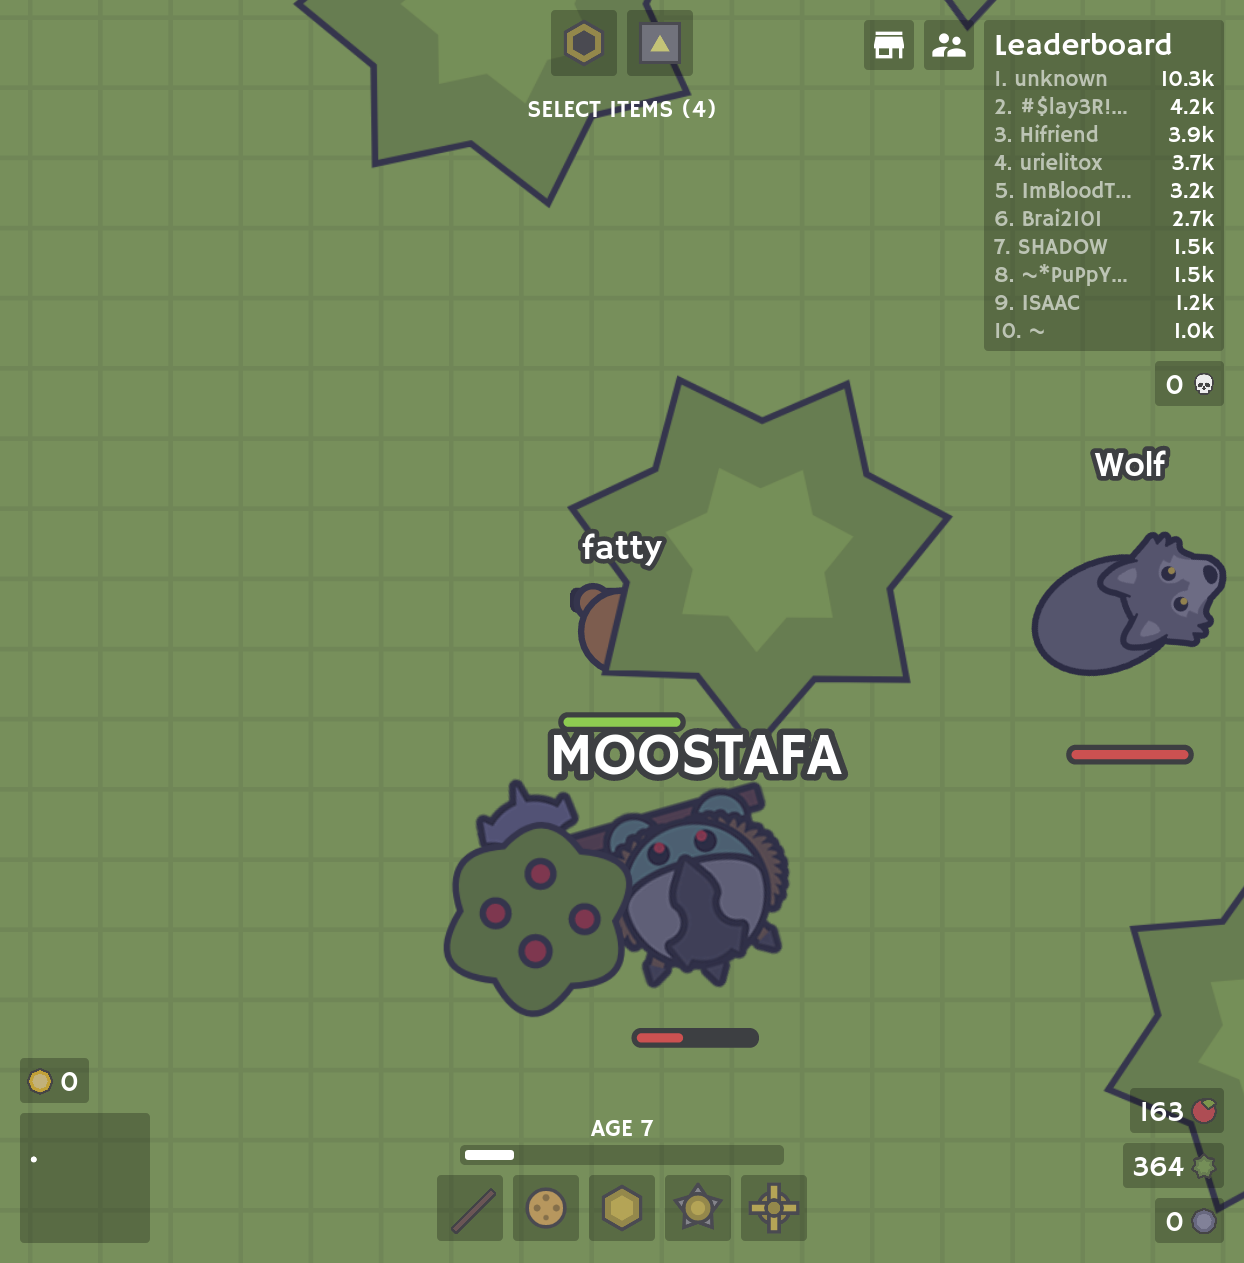 SELECT ITEMS (4)
Leaderboard
1. unknown 10.3k
2. #$lay3R!... 4.2k
3. Hifriend 3.9k
4. urielitox 3.7k
5. ImBloodT... 3.2k
6. Brai2101 2.7k
7. SHADOW 1.5k
8. ~*PuPpY... 1.5k
9. ISAAC 1.2k
10. ~ 1.0k
0
Wolf
fatty
MOOSTAFA
0
AGE 7
163
364
0